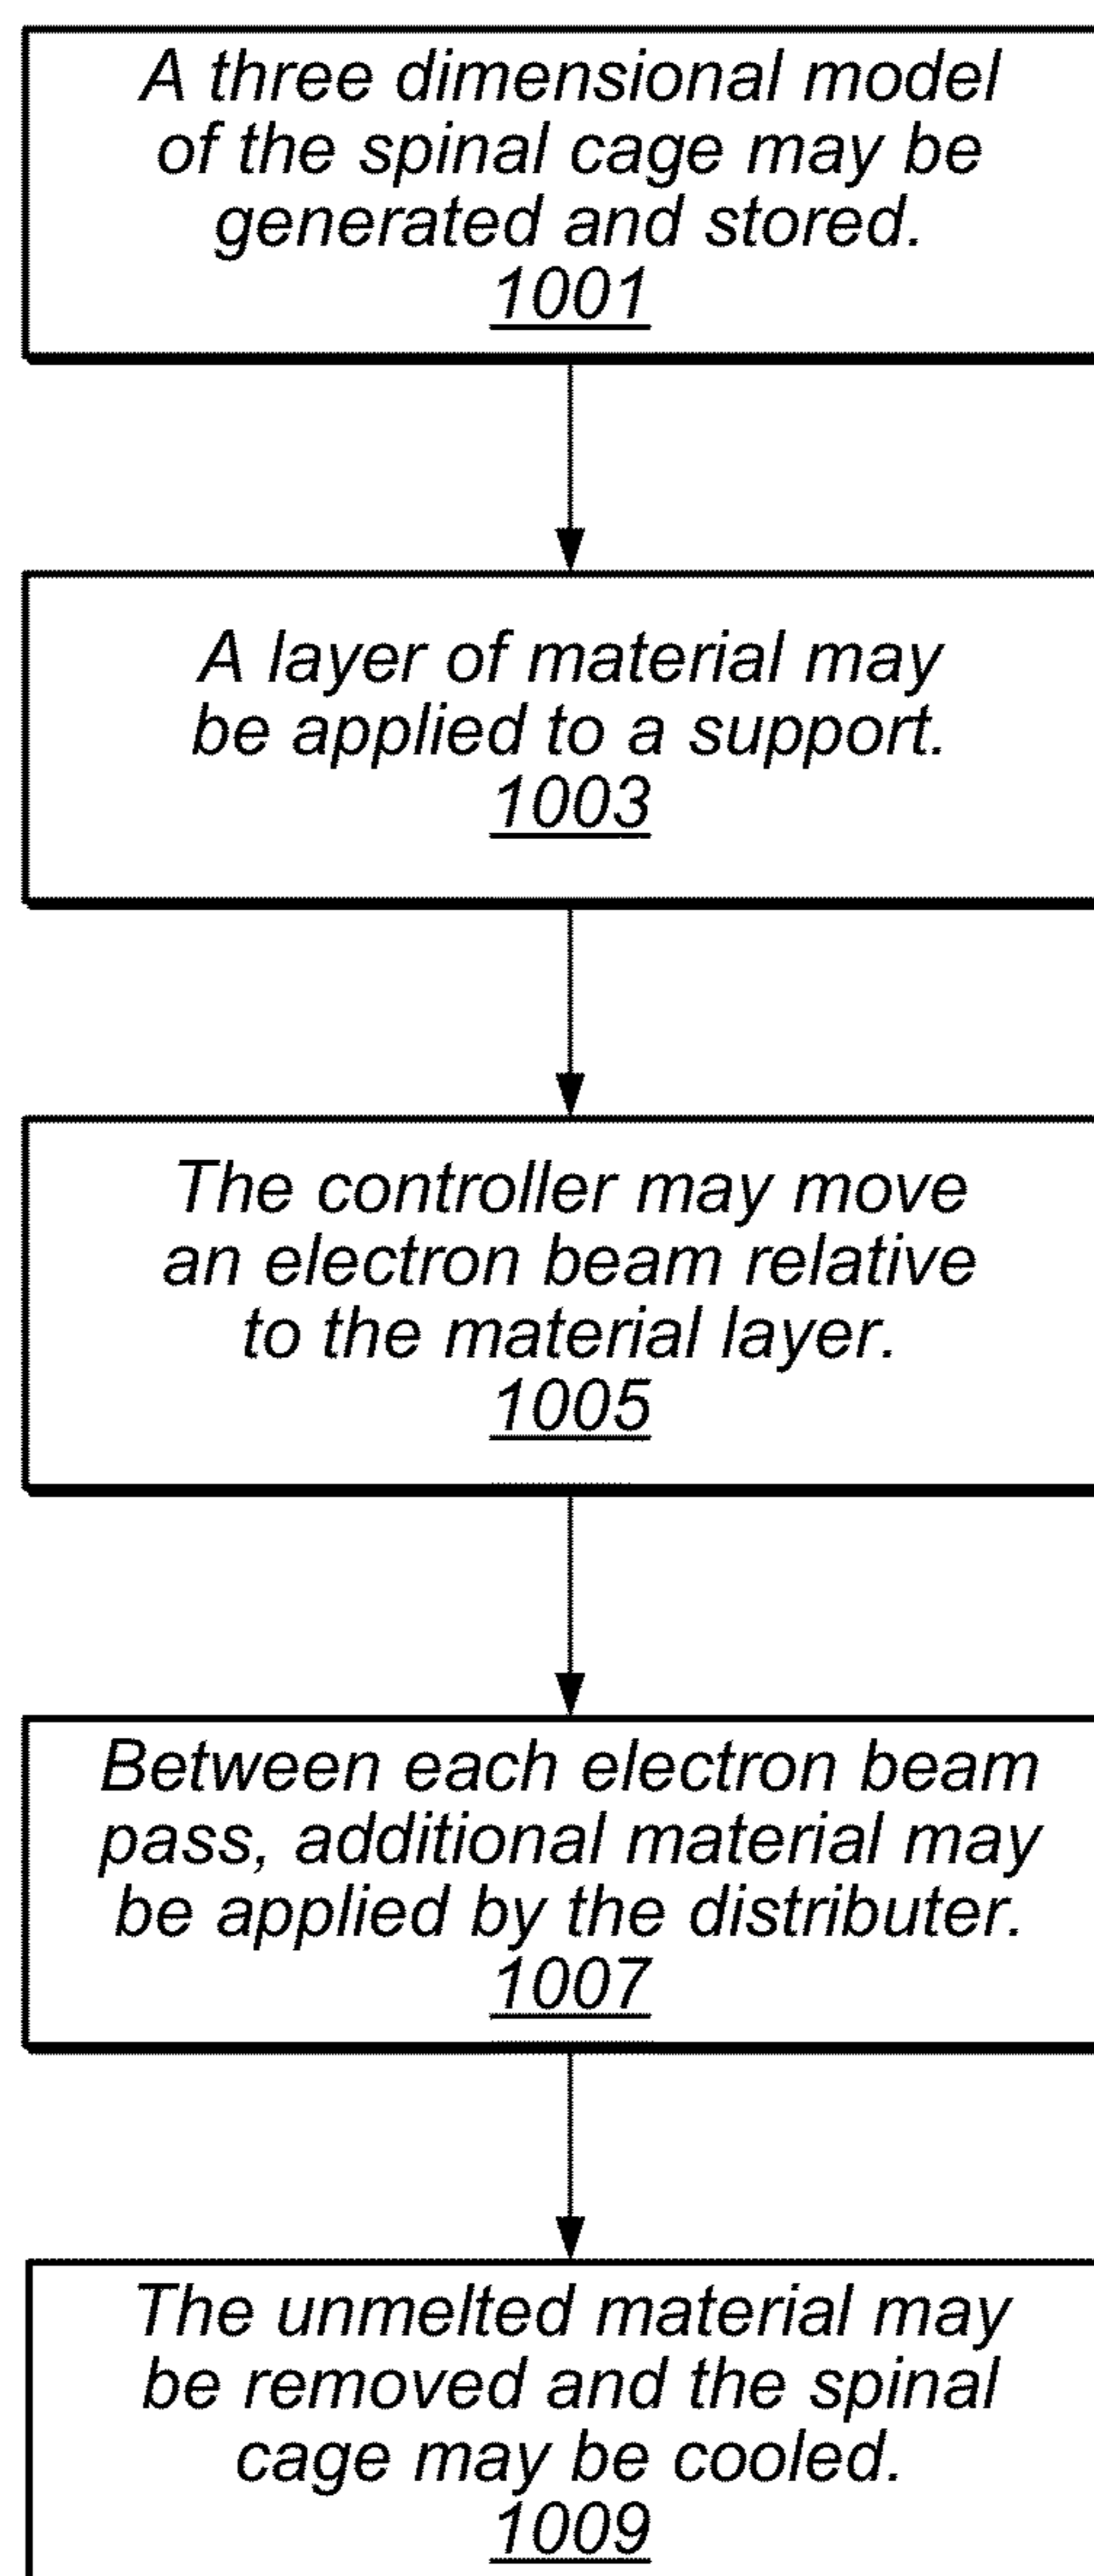 A three dimensional model
of the spinal cage may be
generated and stored.
1001
A layer of material may
be applied to a support.
1003
The controller may move
an electron beam relative
to the material layer.
1005
Between each electron beam
pass, additional material may
be applied by the distributer.
1007
The unmelted material may
be removed and the spinal
cage may be cooled.
1009